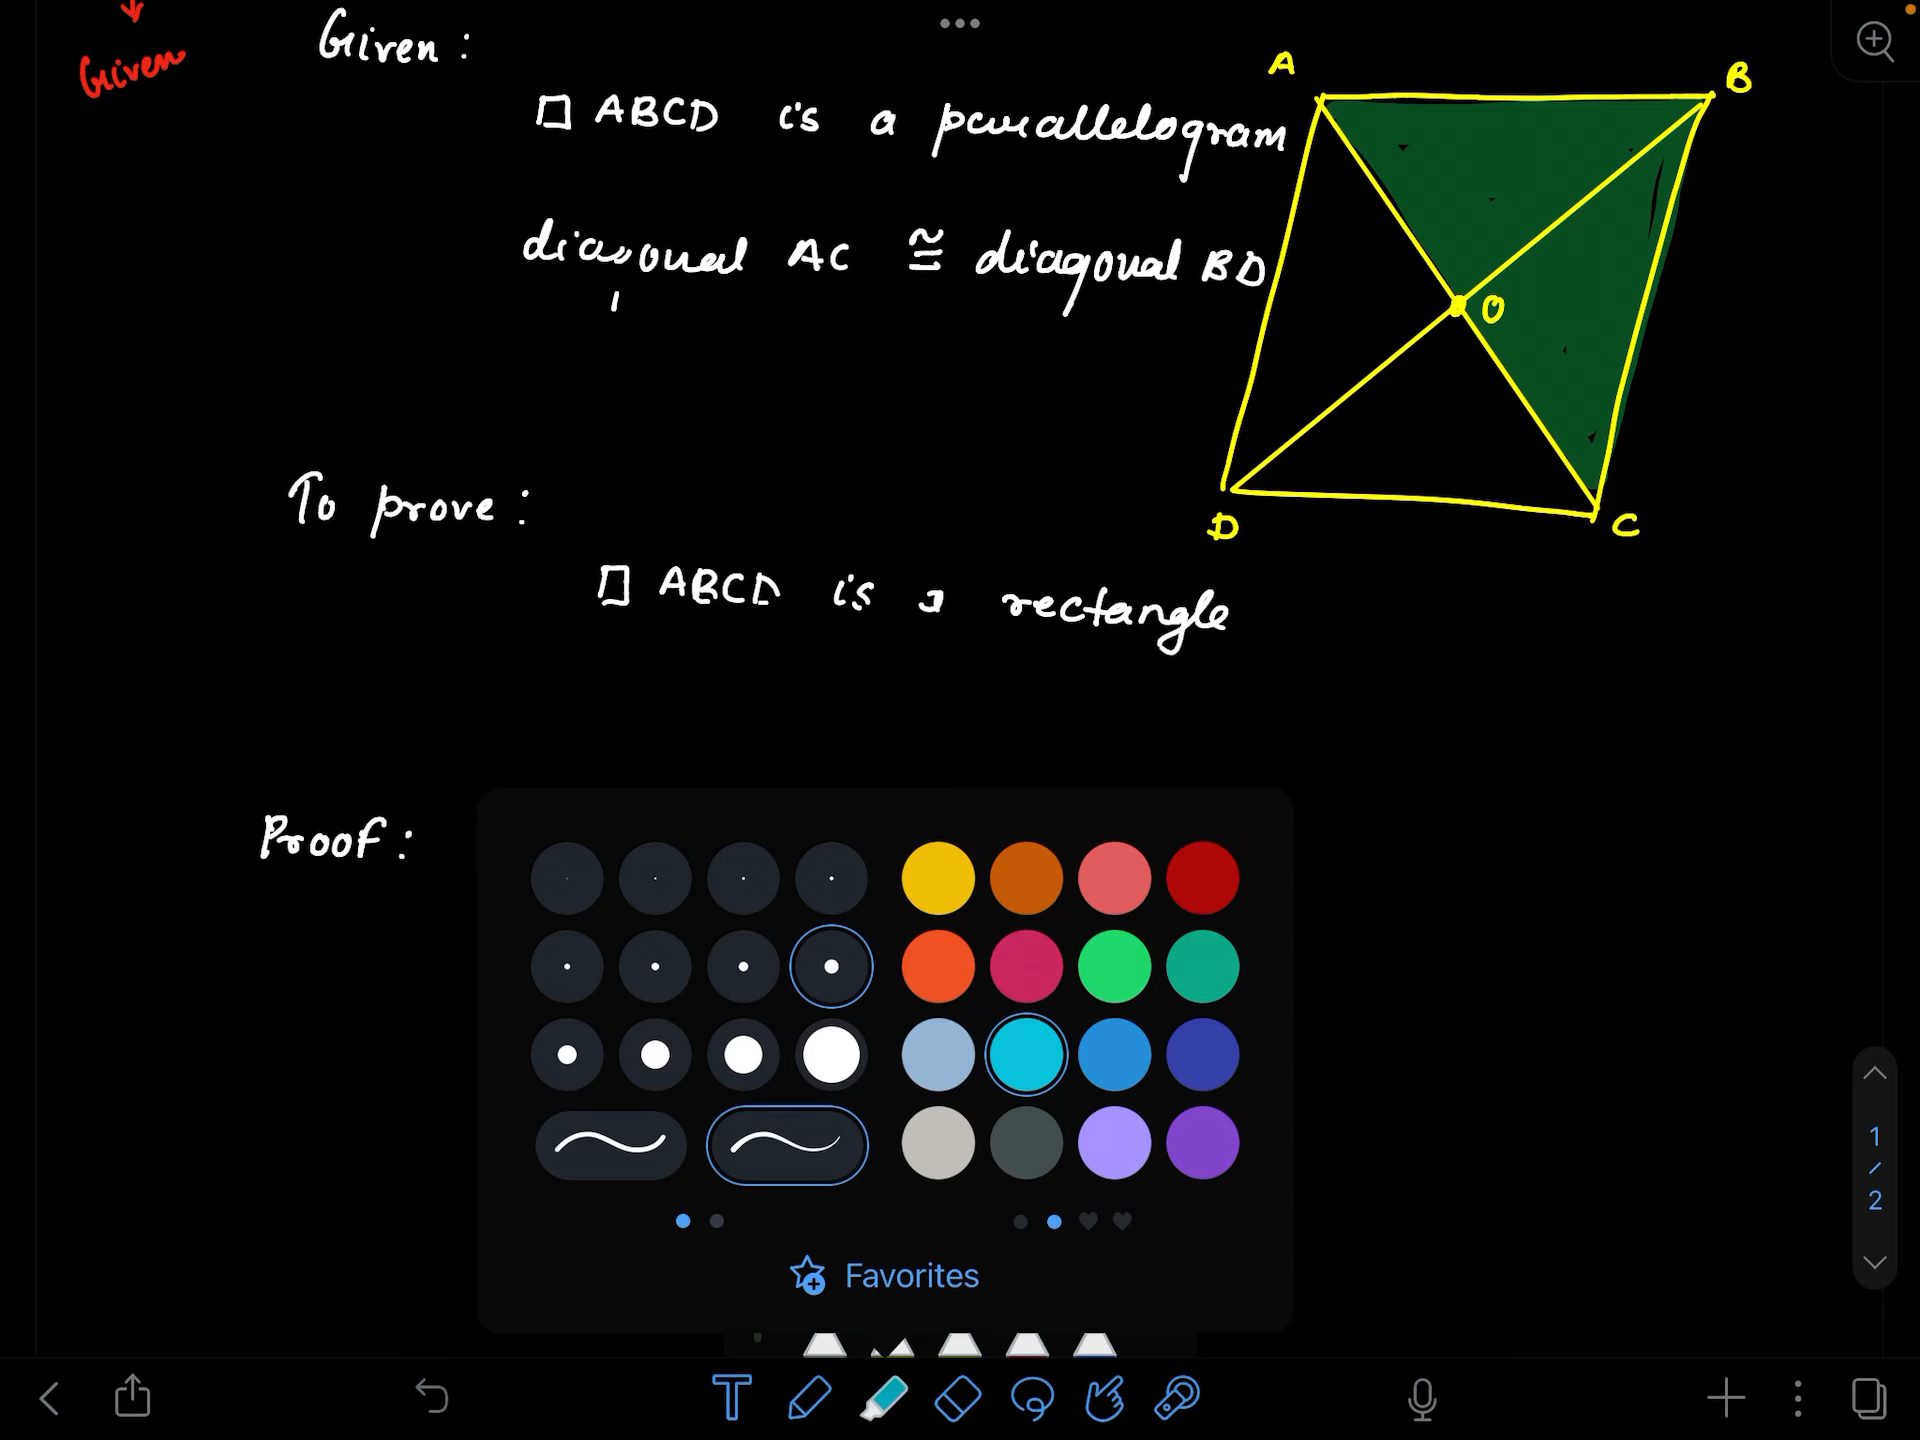 Given
Given :
□ ABCD is a parallelogram
diagonal AC ≅ diagonal BD
A
B
O
D
C
To prove :
□ ABCD is a rectangle
Proof :
Favorites
1
/
2
T